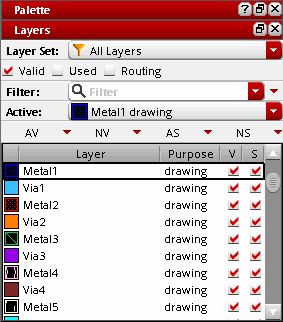 Palette
Layers
Layer Set: All Layers
Valid Used Routing
Filter: Filter
Active: Metal1 drawing
AV NV AS NS
Layer Purpose V S
Metal1 drawing
Via1 drawing
Metal2 drawing
Via2 drawing
Metal3 drawing
Via3 drawing
Metal4 drawing
Via4 drawing
Metal5 drawing